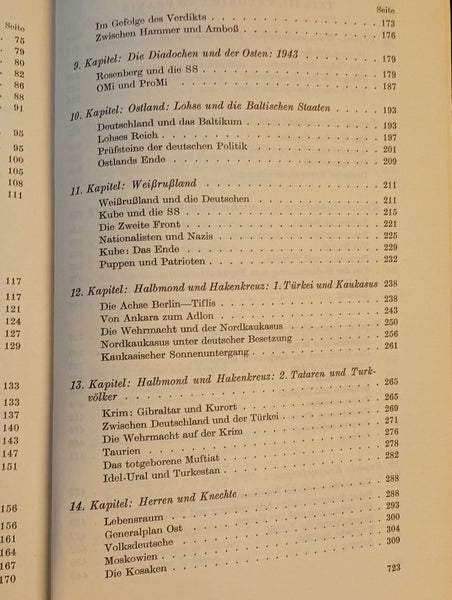 Seite
75
79
80
82
86
88
91
95
95
100
105
108
111
117
117
121
124
127
129
133
133
137
140
143
147
151
156
156
161
164
167
170
Seite
Im Gefolge des Verdikts 173
Zwischen Hammer und Amboß 176
9. Kapitel: Die Diadochen und der Osten: 1943 179
Rosenberg und die SS 179
OMi und ProMi 187
10. Kapitel: Ostland: Lohse und die Baltischen Staaten 193
Deutschland und das Baltikum 193
Lohses Reich 197
Prüfsteine der deutschen Politik 201
Ostlands Ende 209
11. Kapitel: Weißrußland 211
Weißrußland und die Deutschen 211
Kube und die SS 215
Die Zweite Front 221
Nationalisten und Nazis 225
Kube: Das Ende 229
Puppen und Patrioten 232
12. Kapitel: Halbmond und Hakenkreuz: 1. Türkei und Kaukasus 238
Die Achse Berlin—Tiflis 238
Von Ankara zum Adlon 243
Die Wehrmacht und der Nordkaukasus 250
Nordkaukasus unter deutscher Besetzung 256
Kaukasischer Sonnenuntergang 261
13. Kapitel: Halbmond und Hakenkreuz: 2. Tataren und Turk-
völker 265
Krim: Gibraltar und Kurort 265
Zwischen Deutschland und der Türkei 269
Die Wehrmacht auf der Krim 271
Taurien 276
Das totgeborene Muftiat 278
Idel-Ural und Turkestan 282
14. Kapitel: Herren und Knechte 288
Lebensraum 288
Generalplan Ost 293
Volksdeutsche 300
Moskowien 304
Die Kosaken 309
723